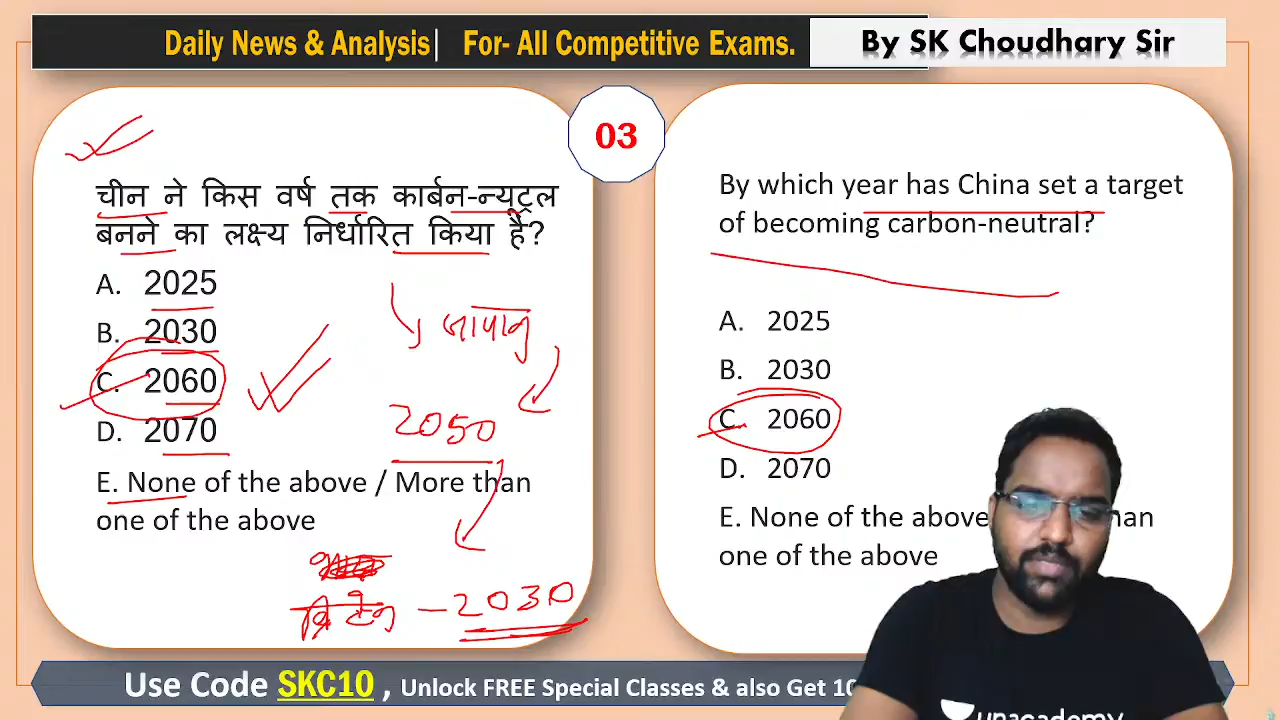 Daily News & Analysis| For- All Competitive Exams.
By SK Choudhary Sir
03
चीन ने किस वर्ष तक कार्बन-न्यूट्रल
बनने का लक्ष्य निर्धारित किया है?
A. 2025
B. 2030
C. 2060
D. 2070
E. None of the above / More than
one of the above
जापान
2050
ब्रिटेन - 2030
By which year has China set a target
of becoming carbon-neutral?
A. 2025
B. 2030
C. 2060
D. 2070
E. None of the above han
one of the above
Use Code SKC10 , Unlock FREE Special Classes & also Get 10
unacademy